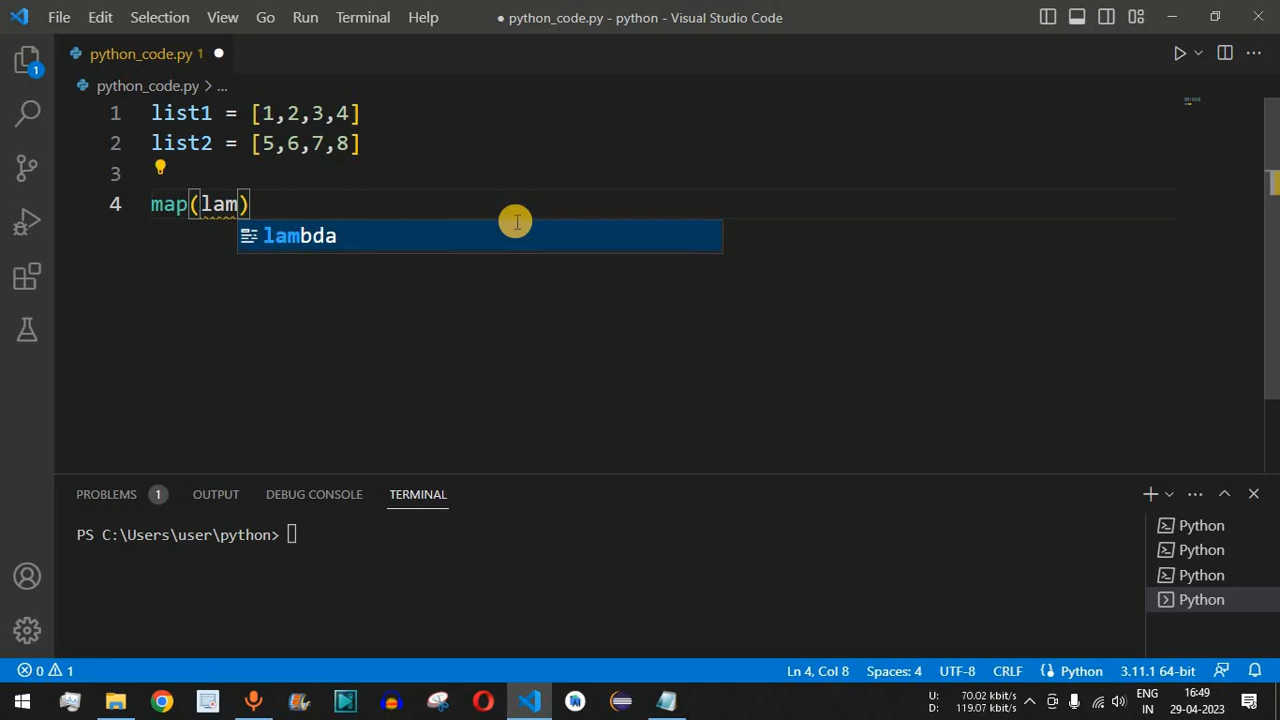 File Edit Selection View Go Run Terminal Help ● python_code.py - python - Visual Studio Code
python_code.py 1 ●
python_code.py > ...
1 list1 = [1,2,3,4]
2 list2 = [5,6,7,8]
3
4 map(lam)
lambda
PROBLEMS 1 OUTPUT DEBUG CONSOLE TERMINAL
PS C:\Users\user\python>
Python
Python
Python
Python
1
0 1 Ln 4, Col 8 Spaces: 4 UTF-8 CRLF Python 3.11.1 64-bit
U: 70.02 kbit/s
D: 119.07 kbit/s
ENG
IN
16:49
29-04-2023